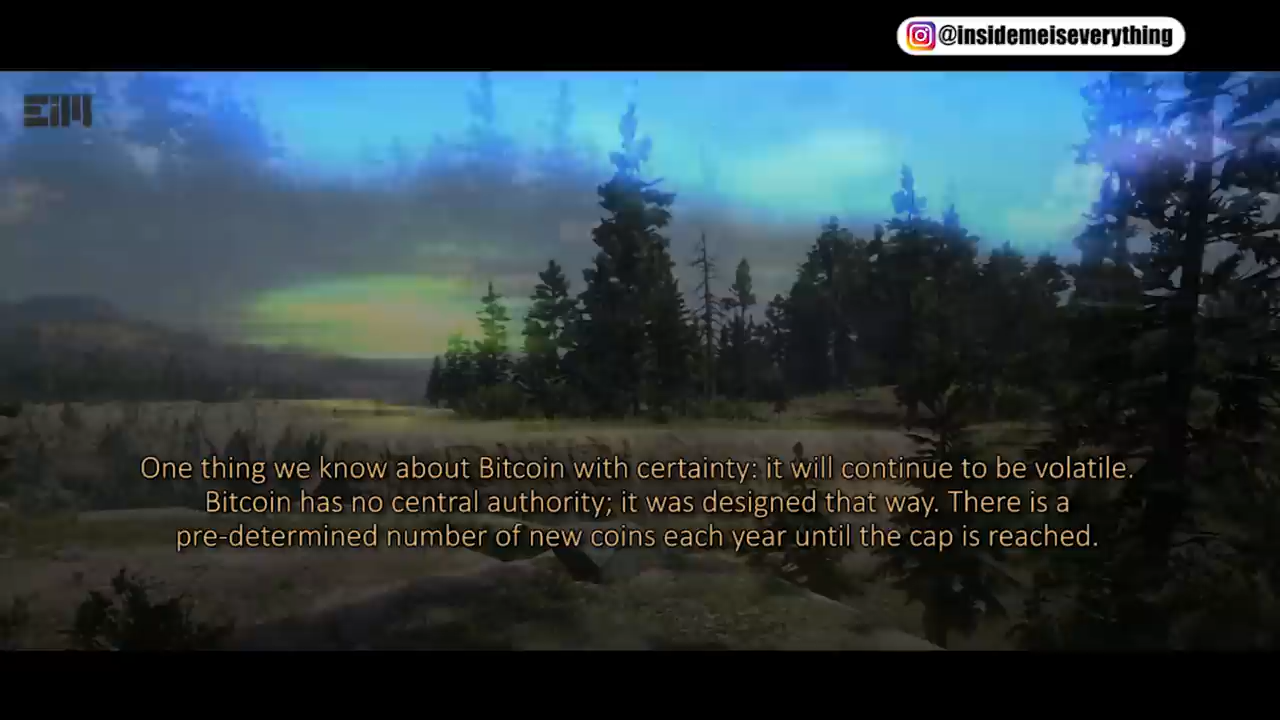 @insidemeiseverything
EiM
One thing we know about Bitcoin with certainty: it will continue to be volatile.
Bitcoin has no central authority; it was designed that way. There is a
pre-determined number of new coins each year until the cap is reached.